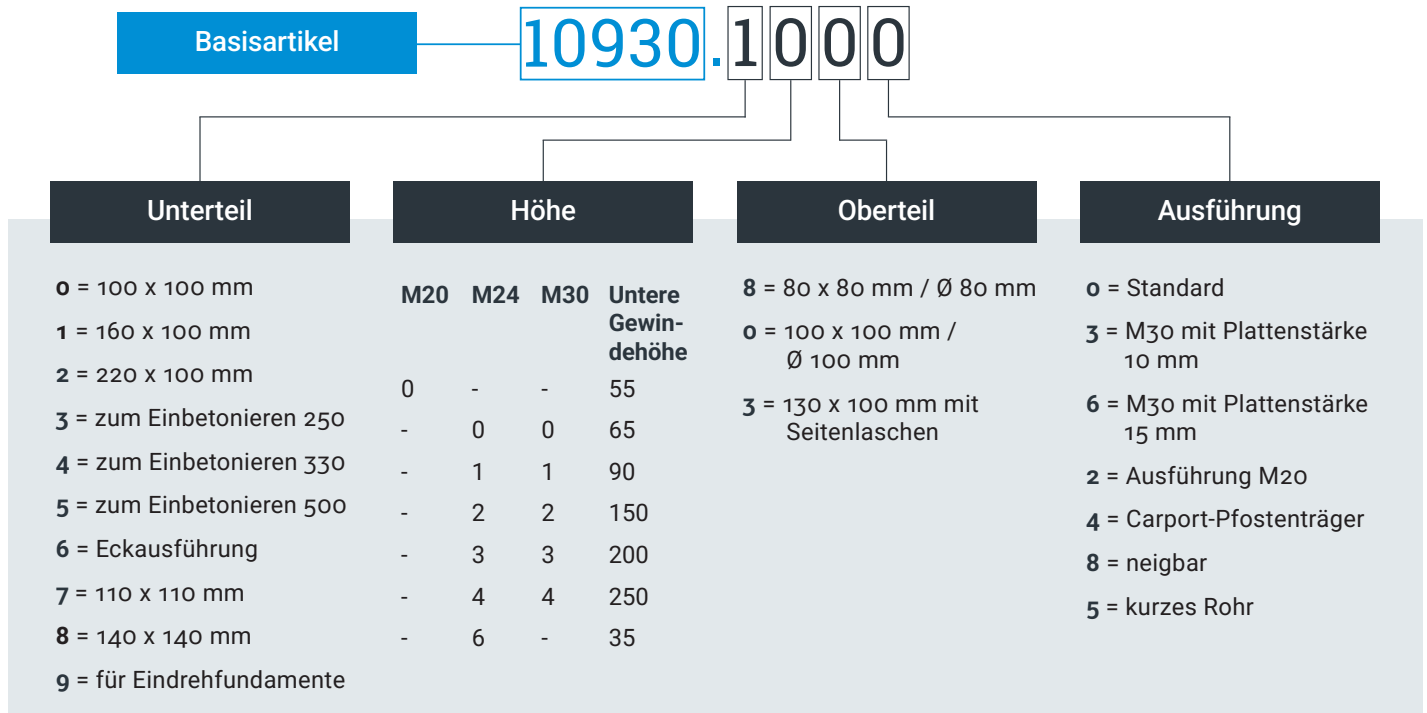 Basisartikel
10930.1000
Unterteil
0 = 100 x 100 mm
1 = 160 x 100 mm
2 = 220 x 100 mm
3 = zum Einbetonieren 250
4 = zum Einbetonieren 330
5 = zum Einbetonieren 500
6 = Eckausführung
7 = 110 x 110 mm
8 = 140 x 140 mm
9 = für Eindrehfundamente
Höhe
M20 M24 M30 Untere
Gewin-
dehöhe
0 - - 55
- 0 0 65
- 1 1 90
- 2 2 150
- 3 3 200
- 4 4 250
- 6 - 35
Oberteil
8 = 80 x 80 mm / Ø 80 mm
0 = 100 x 100 mm /
Ø 100 mm
3 = 130 x 100 mm mit
Seitenlaschen
Ausführung
0 = Standard
3 = M30 mit Plattenstärke
10 mm
6 = M30 mit Plattenstärke
15 mm
2 = Ausführung M20
4 = Carport-Pfostenträger
8 = neigbar
5 = kurzes Rohr